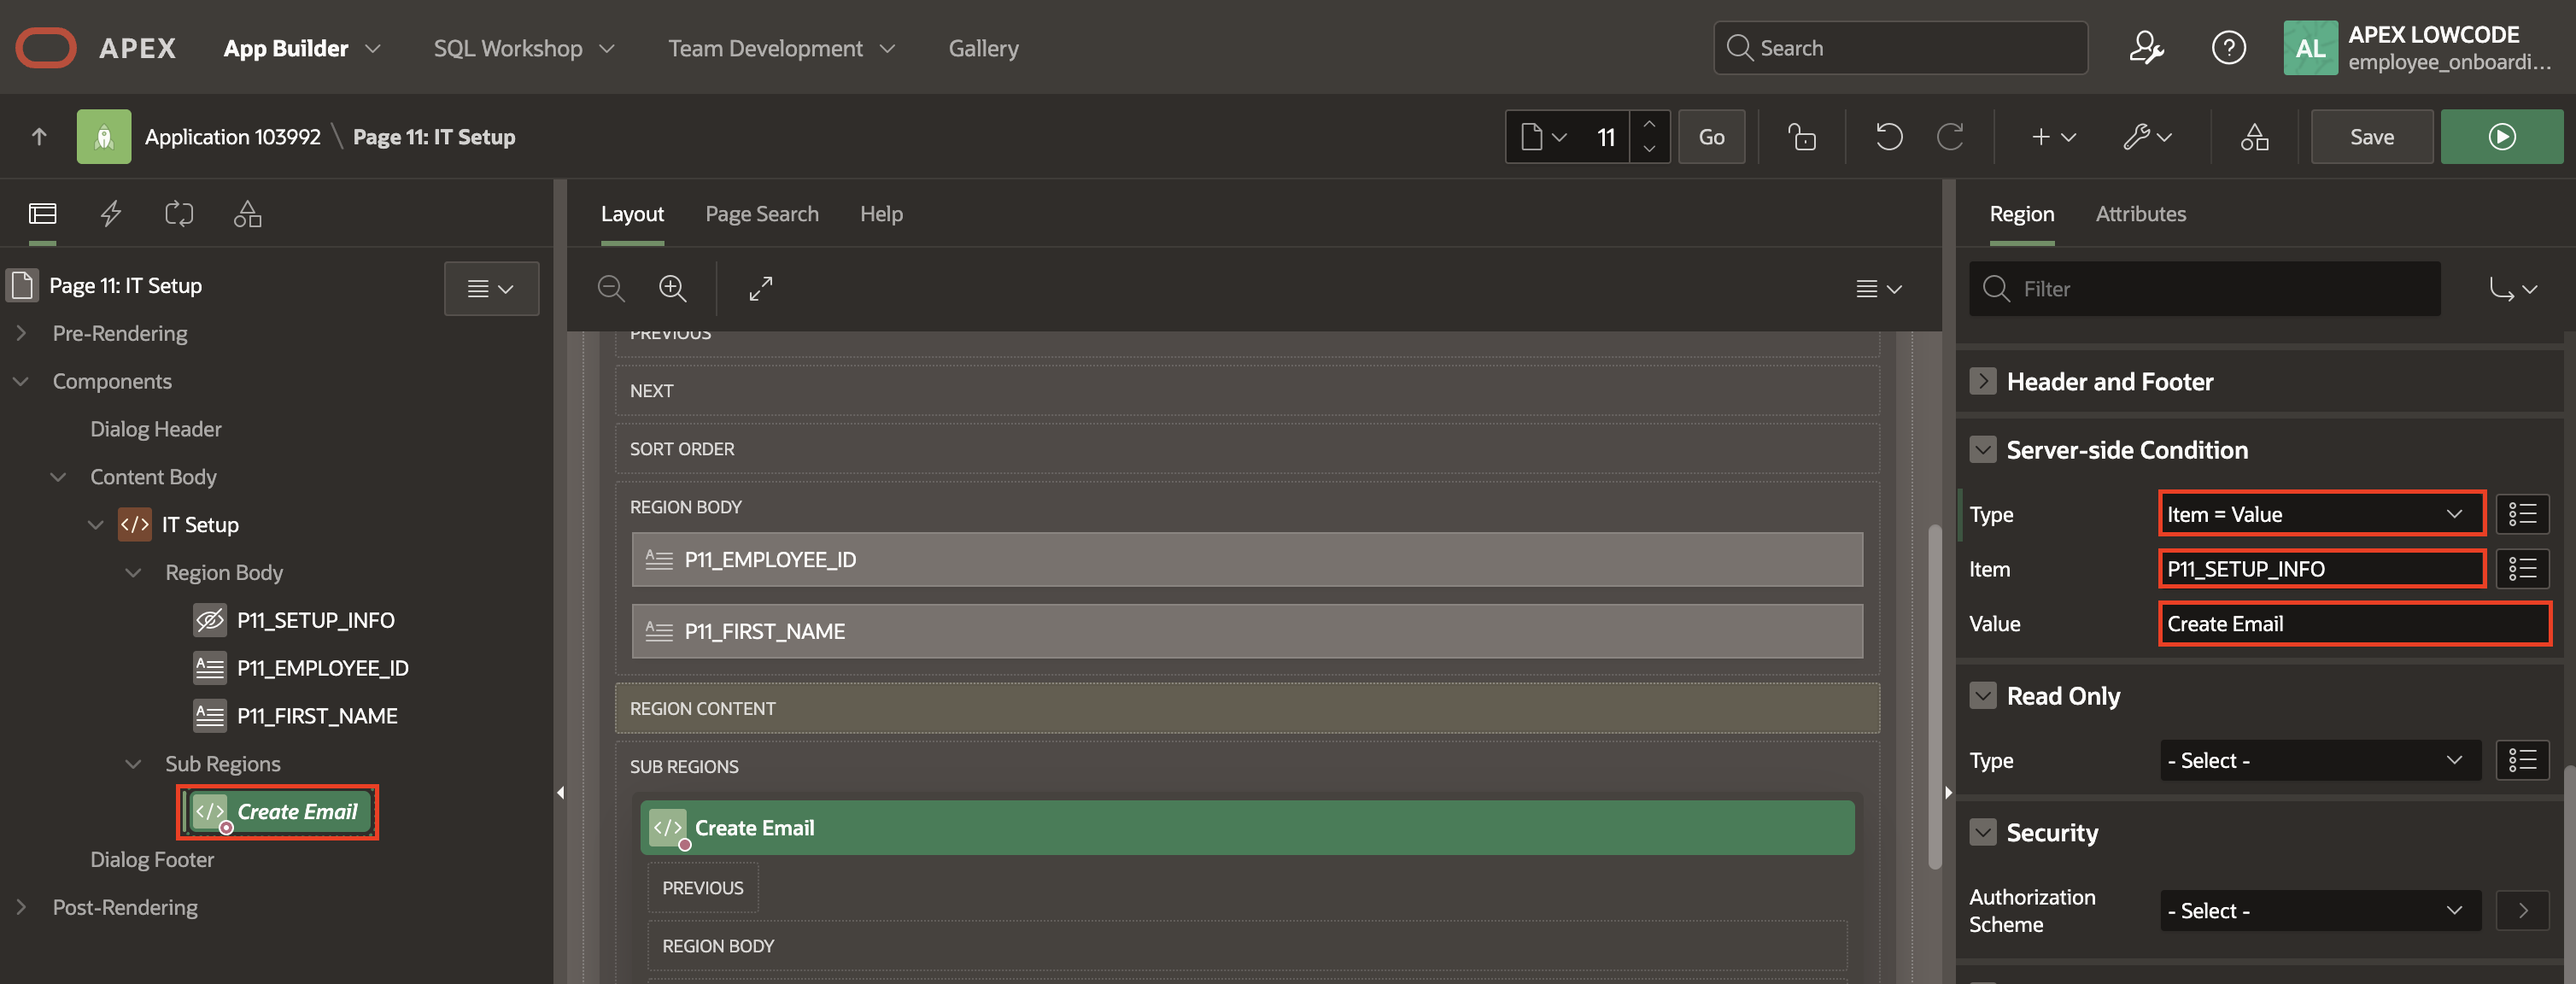 APEX App Builder SQL Workshop Team Development Gallery Search AL APEX LOWCODE
employee_onboardi...
Application 103992 \ Page 11: IT Setup 11 Go Save
Layout Page Search Help
Region Attributes
Page 11: IT Setup
Filter
Pre-Rendering
Components
Dialog Header
Content Body
IT Setup
Region Body
P11_SETUP_INFO
P11_EMPLOYEE_ID
P11_FIRST_NAME
Sub Regions
Create Email
Dialog Footer
Post-Rendering
PREVIOUS
NEXT
SORT ORDER
REGION BODY
P11_EMPLOYEE_ID
P11_FIRST_NAME
REGION CONTENT
SUB REGIONS
Create Email
PREVIOUS
REGION BODY
Header and Footer
Server-side Condition
Type Item = Value
Item P11_SETUP_INFO
Value Create Email
Read Only
Type - Select -
Security
Authorization
Scheme - Select -